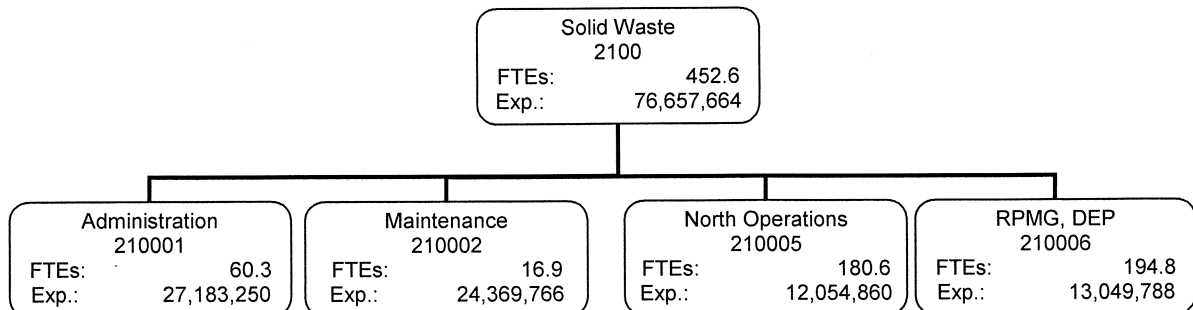 Solid Waste
2100
FTEs: 452.6
Exp.: 76,657,664
Administration
210001
FTEs: 60.3
Exp.: 27,183,250
Maintenance
210002
FTEs: 16.9
Exp.: 24,369,766
North Operations
210005
FTEs: 180.6
Exp.: 12,054,860
RPMG, DEP
210006
FTEs: 194.8
Exp.: 13,049,788